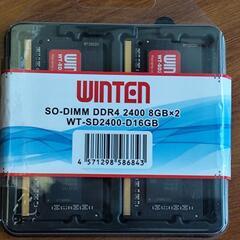 WINTEN
SO-DIMM DDR4 2400 8GB×2
WT-SD2400-D16GB
4 571298 586843